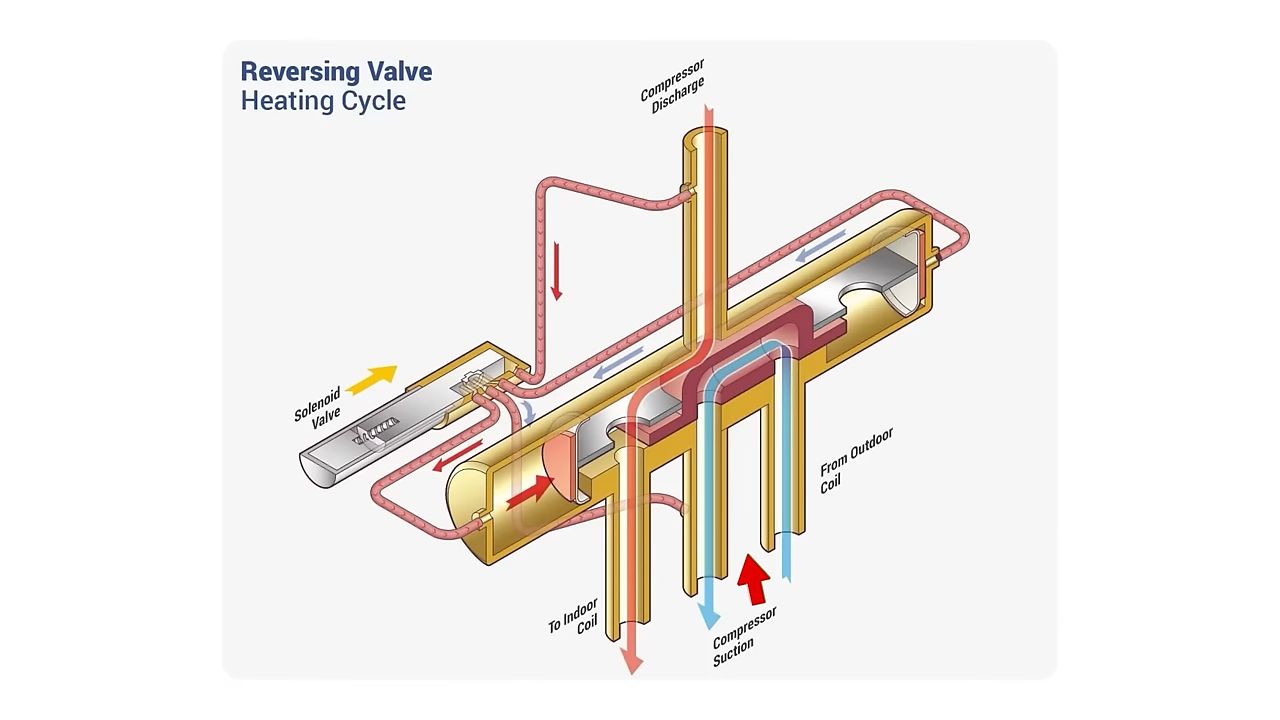 Reversing Valve
Heating Cycle
Compressor
Discharge
Solenoid
Valve
From Outdoor
Coil
To Indoor
Coil
Compressor
Suction